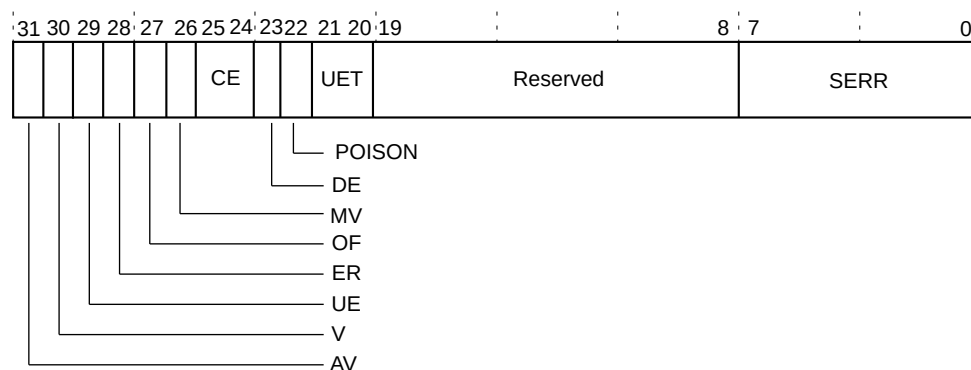 31 30 29 28 27 26 25 24 23 22 21 20 19 8 7 0
CE UET Reserved SERR
POISON
DE
MV
OF
ER
UE
V
AV